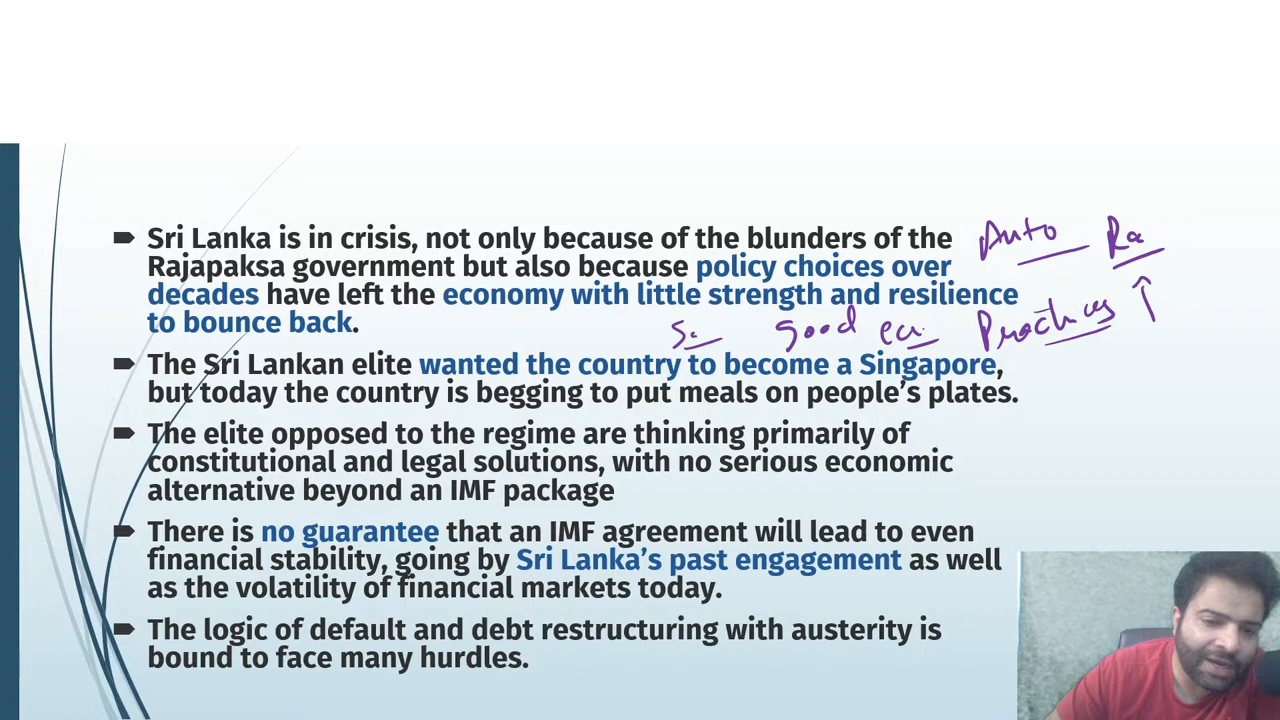 Sri Lanka is in crisis, not only because of the blunders of the
Rajapaksa government but also because policy choices over
decades have left the economy with little strength and resilience
to bounce back.
Auto Ra
good Practices ↑
The Sri Lankan elite wanted the country to become a Singapore,
but today the country is begging to put meals on people's plates.
The elite opposed to the regime are thinking primarily of
constitutional and legal solutions, with no serious economic
alternative beyond an IMF package
There is no guarantee that an IMF agreement will lead to even
financial stability, going by Sri Lanka's past engagement as well
as the volatility of financial markets today.
The logic of default and debt restructuring with austerity is
bound to face many hurdles.